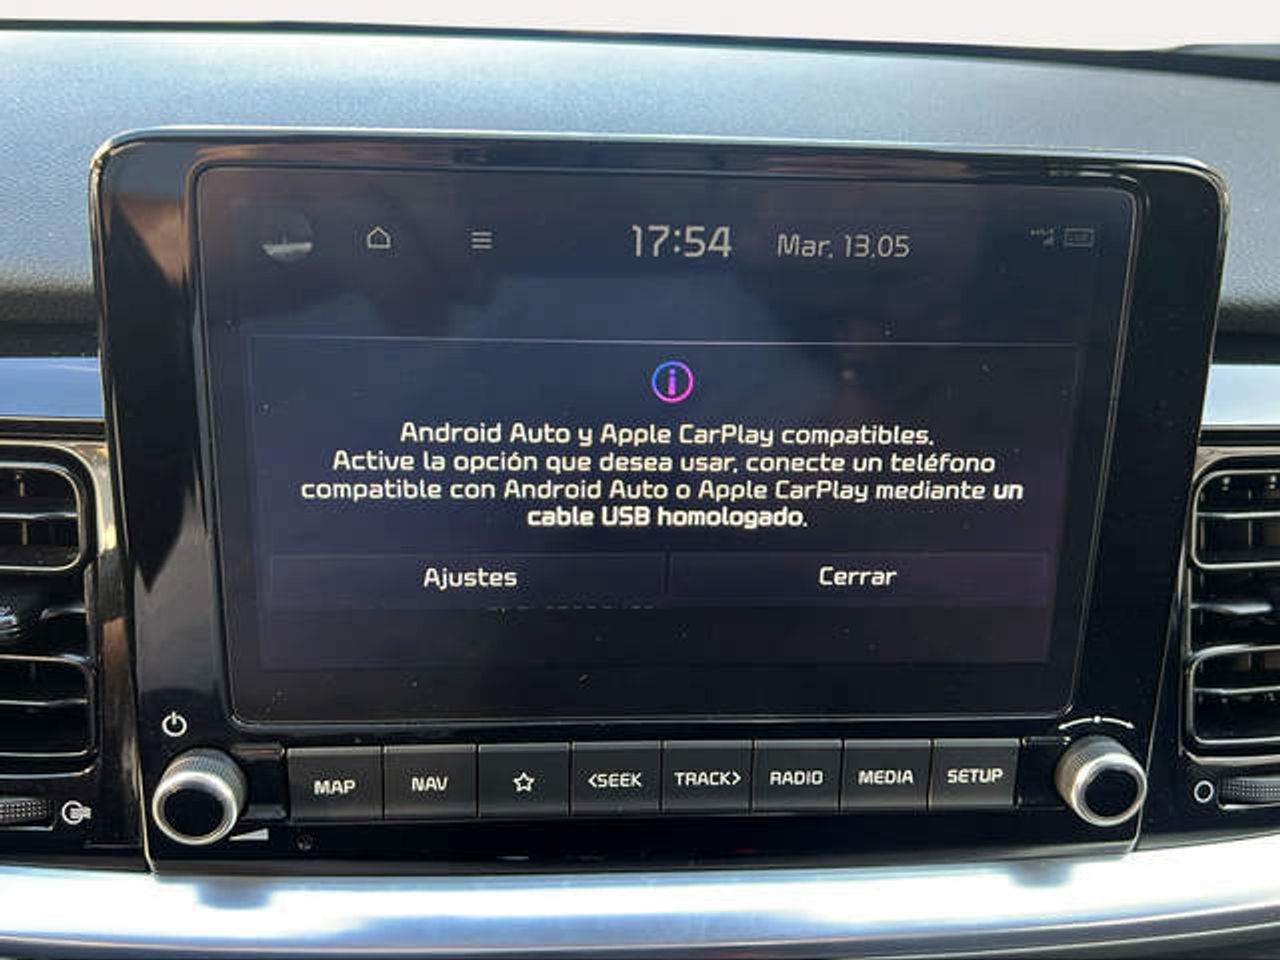 17:54 Mar, 13.05
Android Auto y Apple CarPlay compatibles.
Active la opción que desea usar, conecte un teléfono
compatible con Android Auto o Apple CarPlay mediante un
cable USB homologado.
Ajustes Cerrar
MAP NAV <SEEK TRACK> RADIO MEDIA SETUP